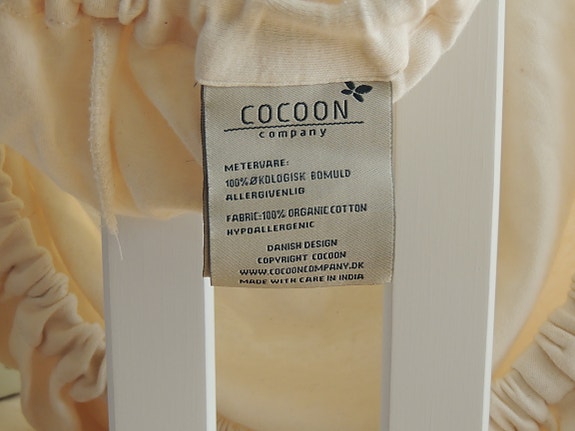 COCOON
company
METERVARE:
100% ØKOLOGISK BOMULD
ALLERGIVENLIG
FABRIC:100% ORGANIC COTTON
HYPOALLERGENIC
DANISH DESIGN
COPYRIGHT COCOON
WWW.COCOONCOMPANY.DK
MADE WITH CARE IN INDIA